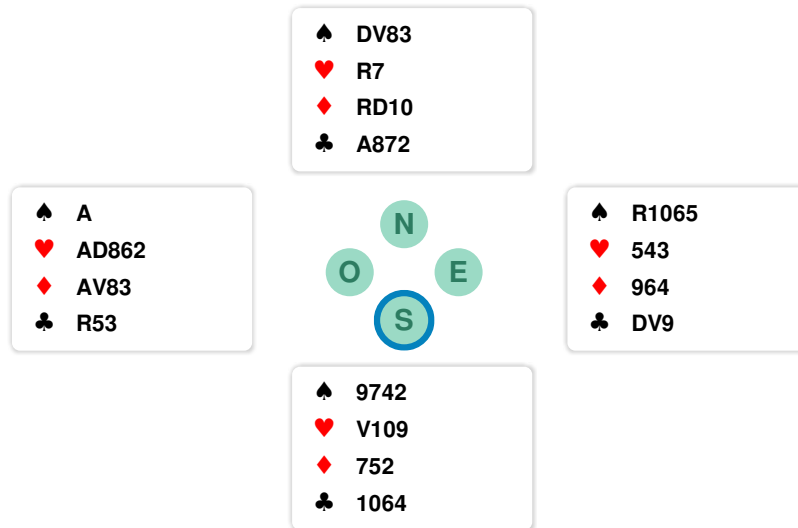 ♠ DV83
♥ R7
♦ RD10
♣ A872
♠ A
♥ AD862
♦ AV83
♣ R53
N
O E
S
♠ R1065
♥ 543
♦ 964
♣ DV9
♠ 9742
♥ V109
♦ 752
♣ 1064